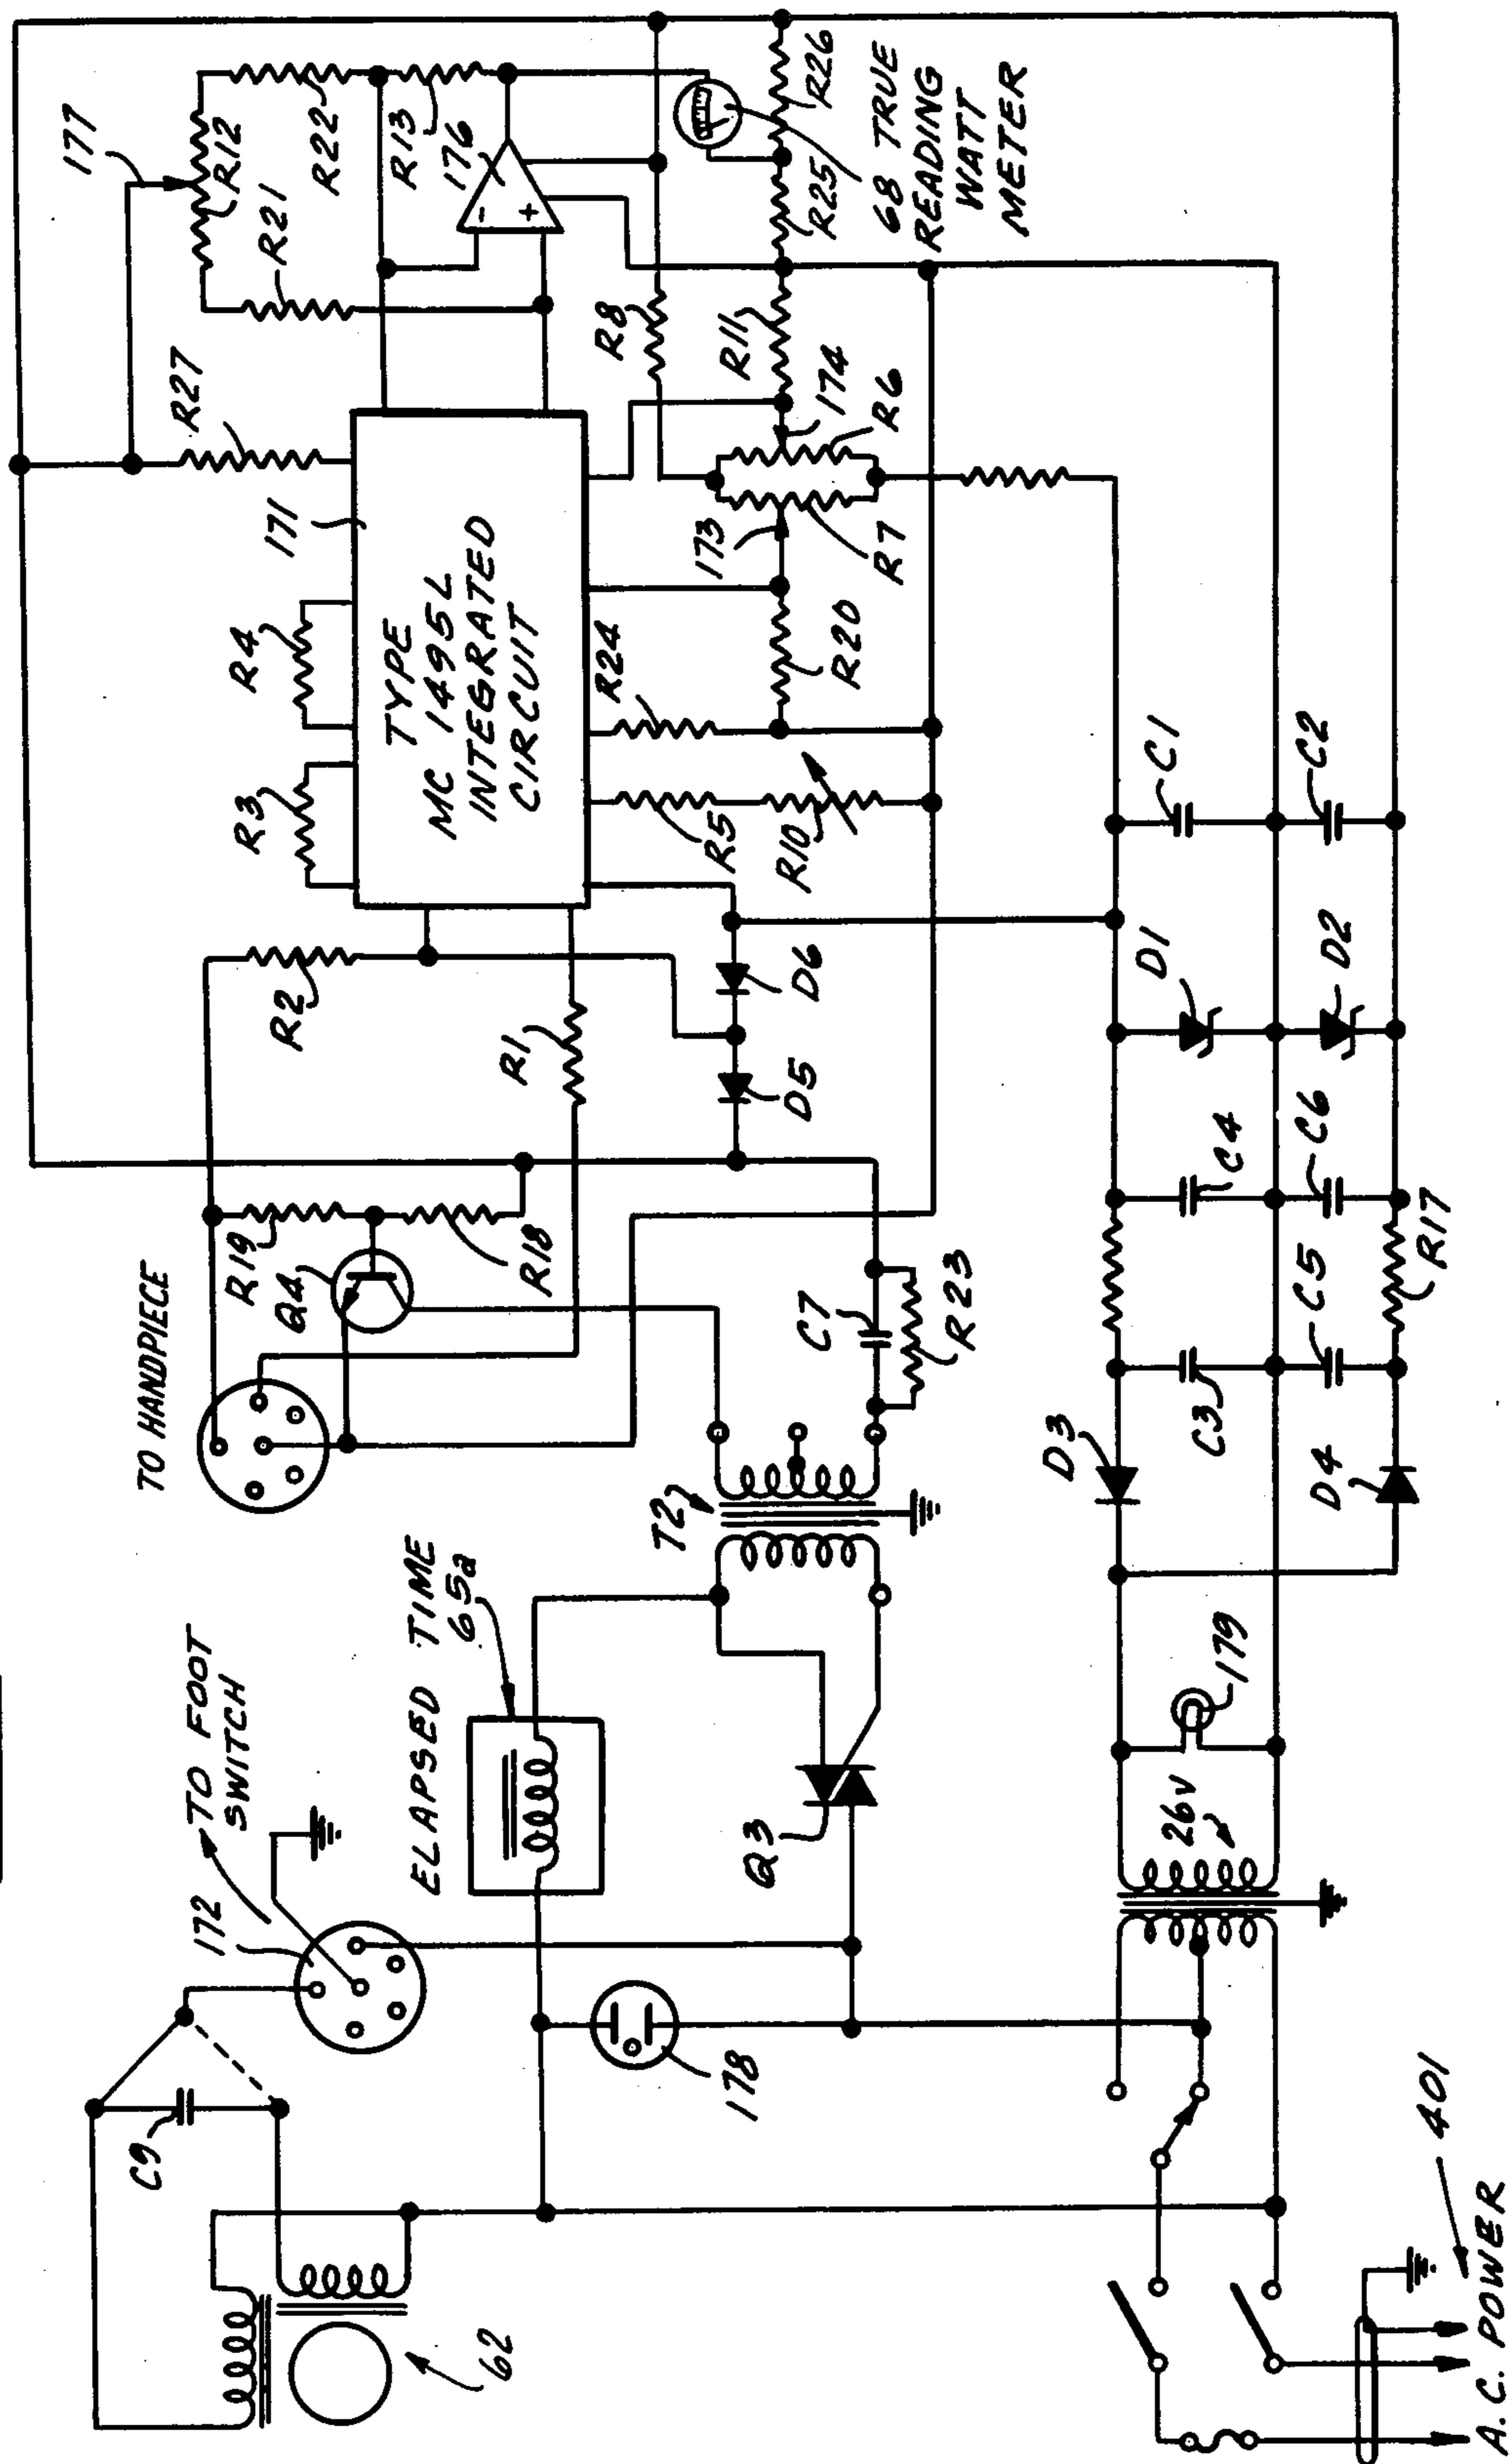 TO HANDPIECE
TO FOOT
SWITCH
172
ELAPSED TIME
65a
62
C9
178
Q3
T2
R19
Q4
R18
R2
R1
R3
R4
R27
171
177
R12
R21
R22
R13
176
TYPE
MC 1495L
INTEGRATED
CIRCUIT
R8
R11
174
R6
173
R7
R20
R24
R5
R10
D6
D5
C7
R23
R25
R26
68 TRUE
READING
WATT
METER
26V
179
D3
D4
C3
C5
C4
C6
R17
D1
D2
C1
C2
A.C. POWER
401